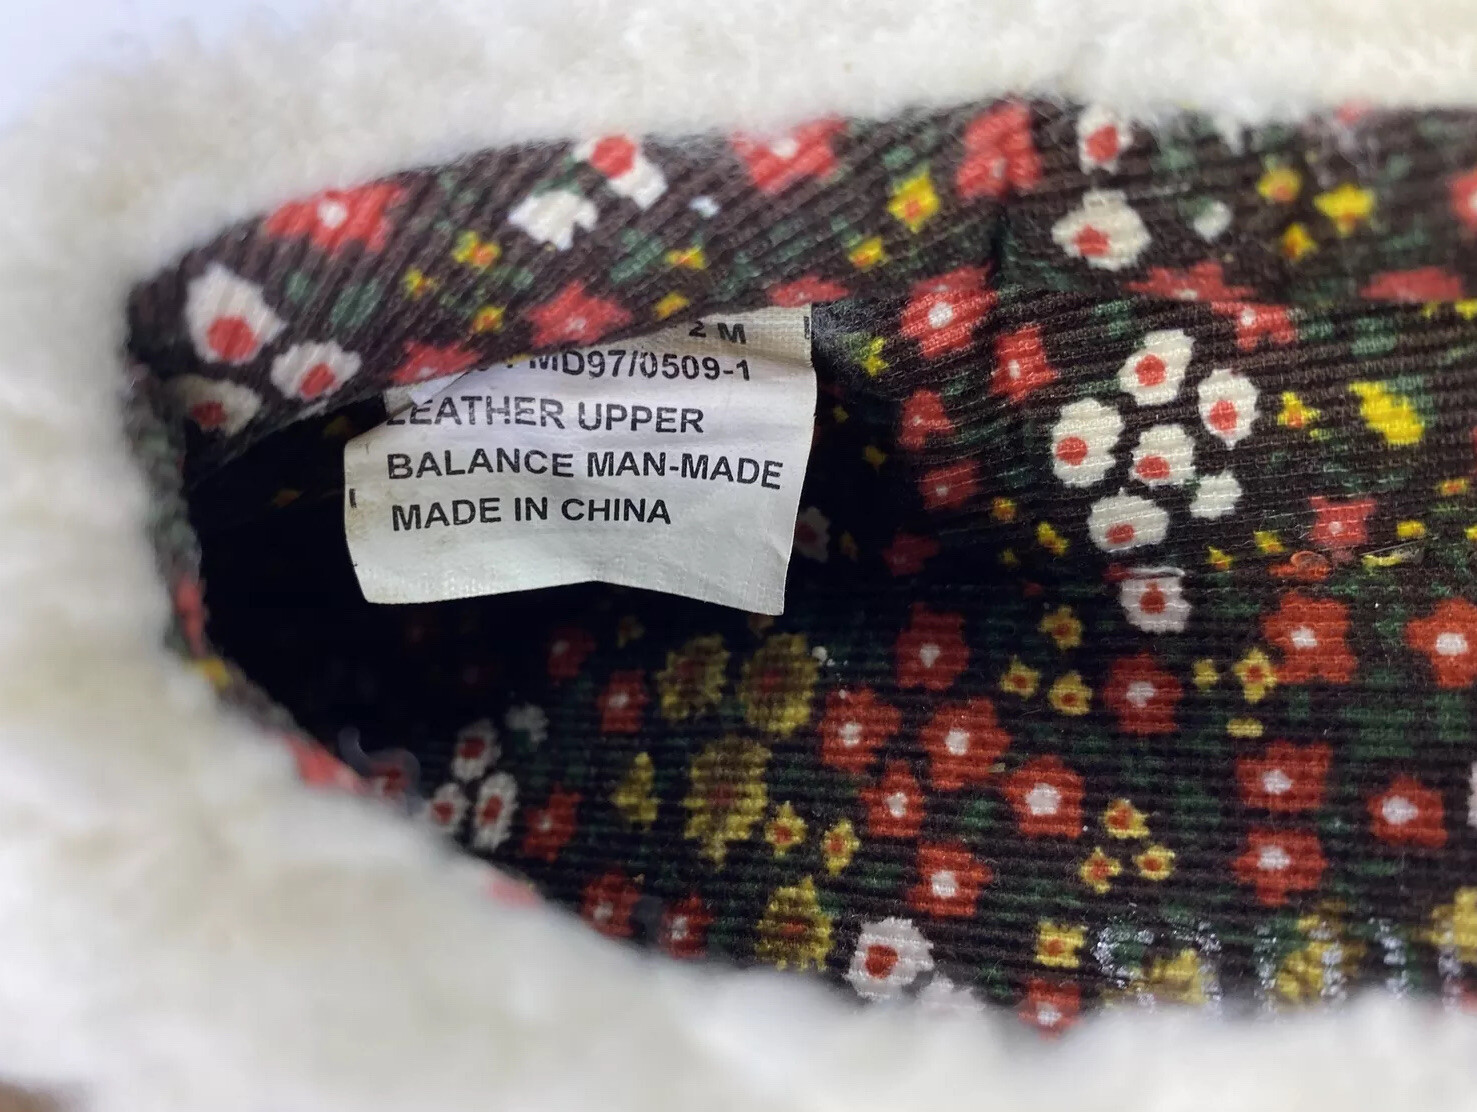 2 M
MD97/0509-1
LEATHER UPPER
BALANCE MAN-MADE
MADE IN CHINA